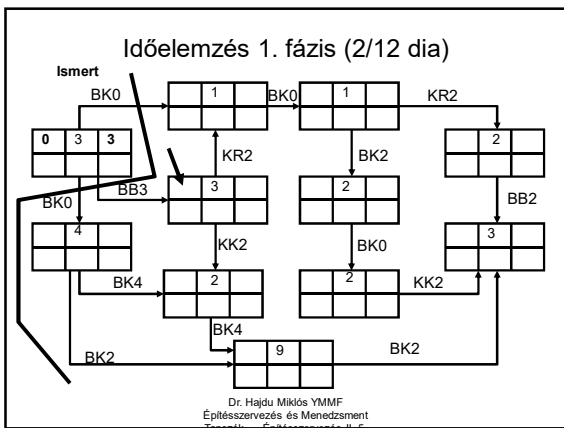 Időelemzés 1. fázis (2/12 dia)
Ismert
BK0
1
BK0
1
KR2
0 3 3
KR2
BK2
2
BK0
BB3
3
2
BB2
4
KK2
BK0
3
BK4
2
2
KK2
BK4
BK2
9
BK2
Dr. Hajdu Miklós YMMF
Építésszervezés és Menedzsment